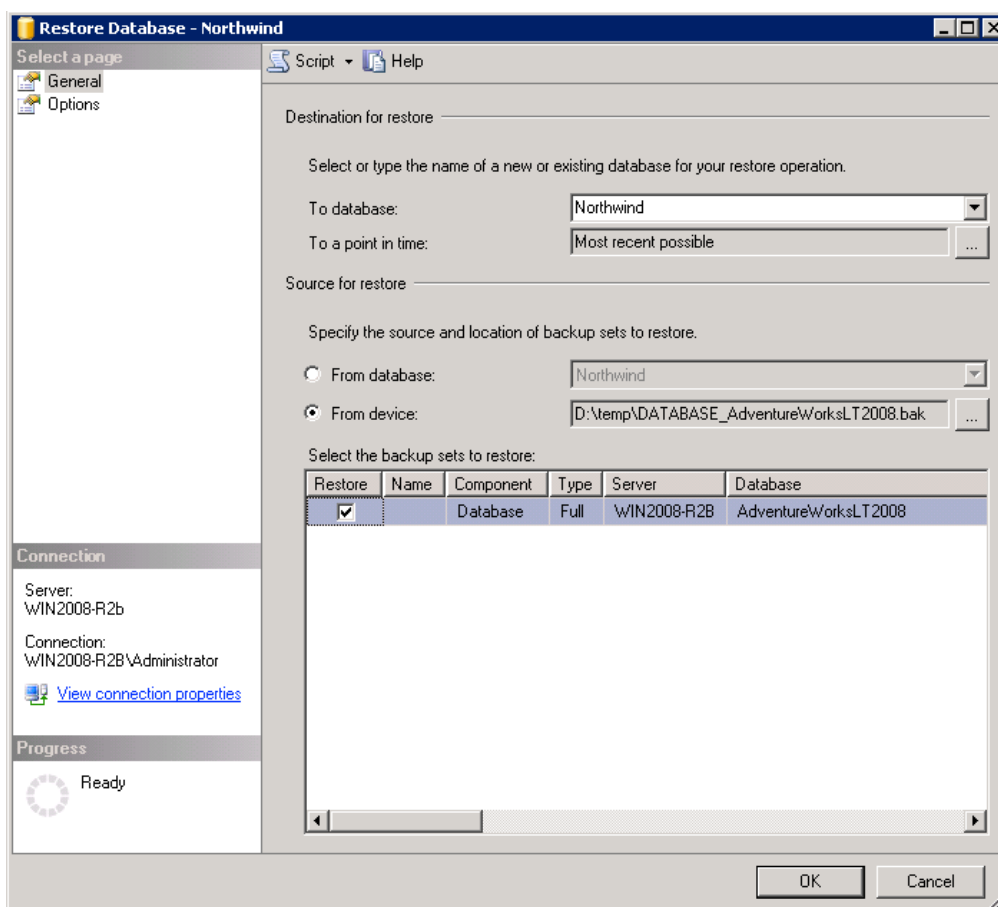 Restore Database - Northwind
Select a page
General
Options
Script Help
Destination for restore
Select or type the name of a new or existing database for your restore operation.
To database: Northwind
To a point in time: Most recent possible ...
Source for restore
Specify the source and location of backup sets to restore.
From database: Northwind
From device: D:\temp\DATABASE_AdventureWorksLT2008.bak ...
Select the backup sets to restore:
Restore Name Component Type Server Database
Database Full WIN2008-R2B AdventureWorksLT2008
Connection
Server:
WIN2008-R2b
Connection:
WIN2008-R2B\Administrator
View connection properties
Progress
Ready
OK Cancel